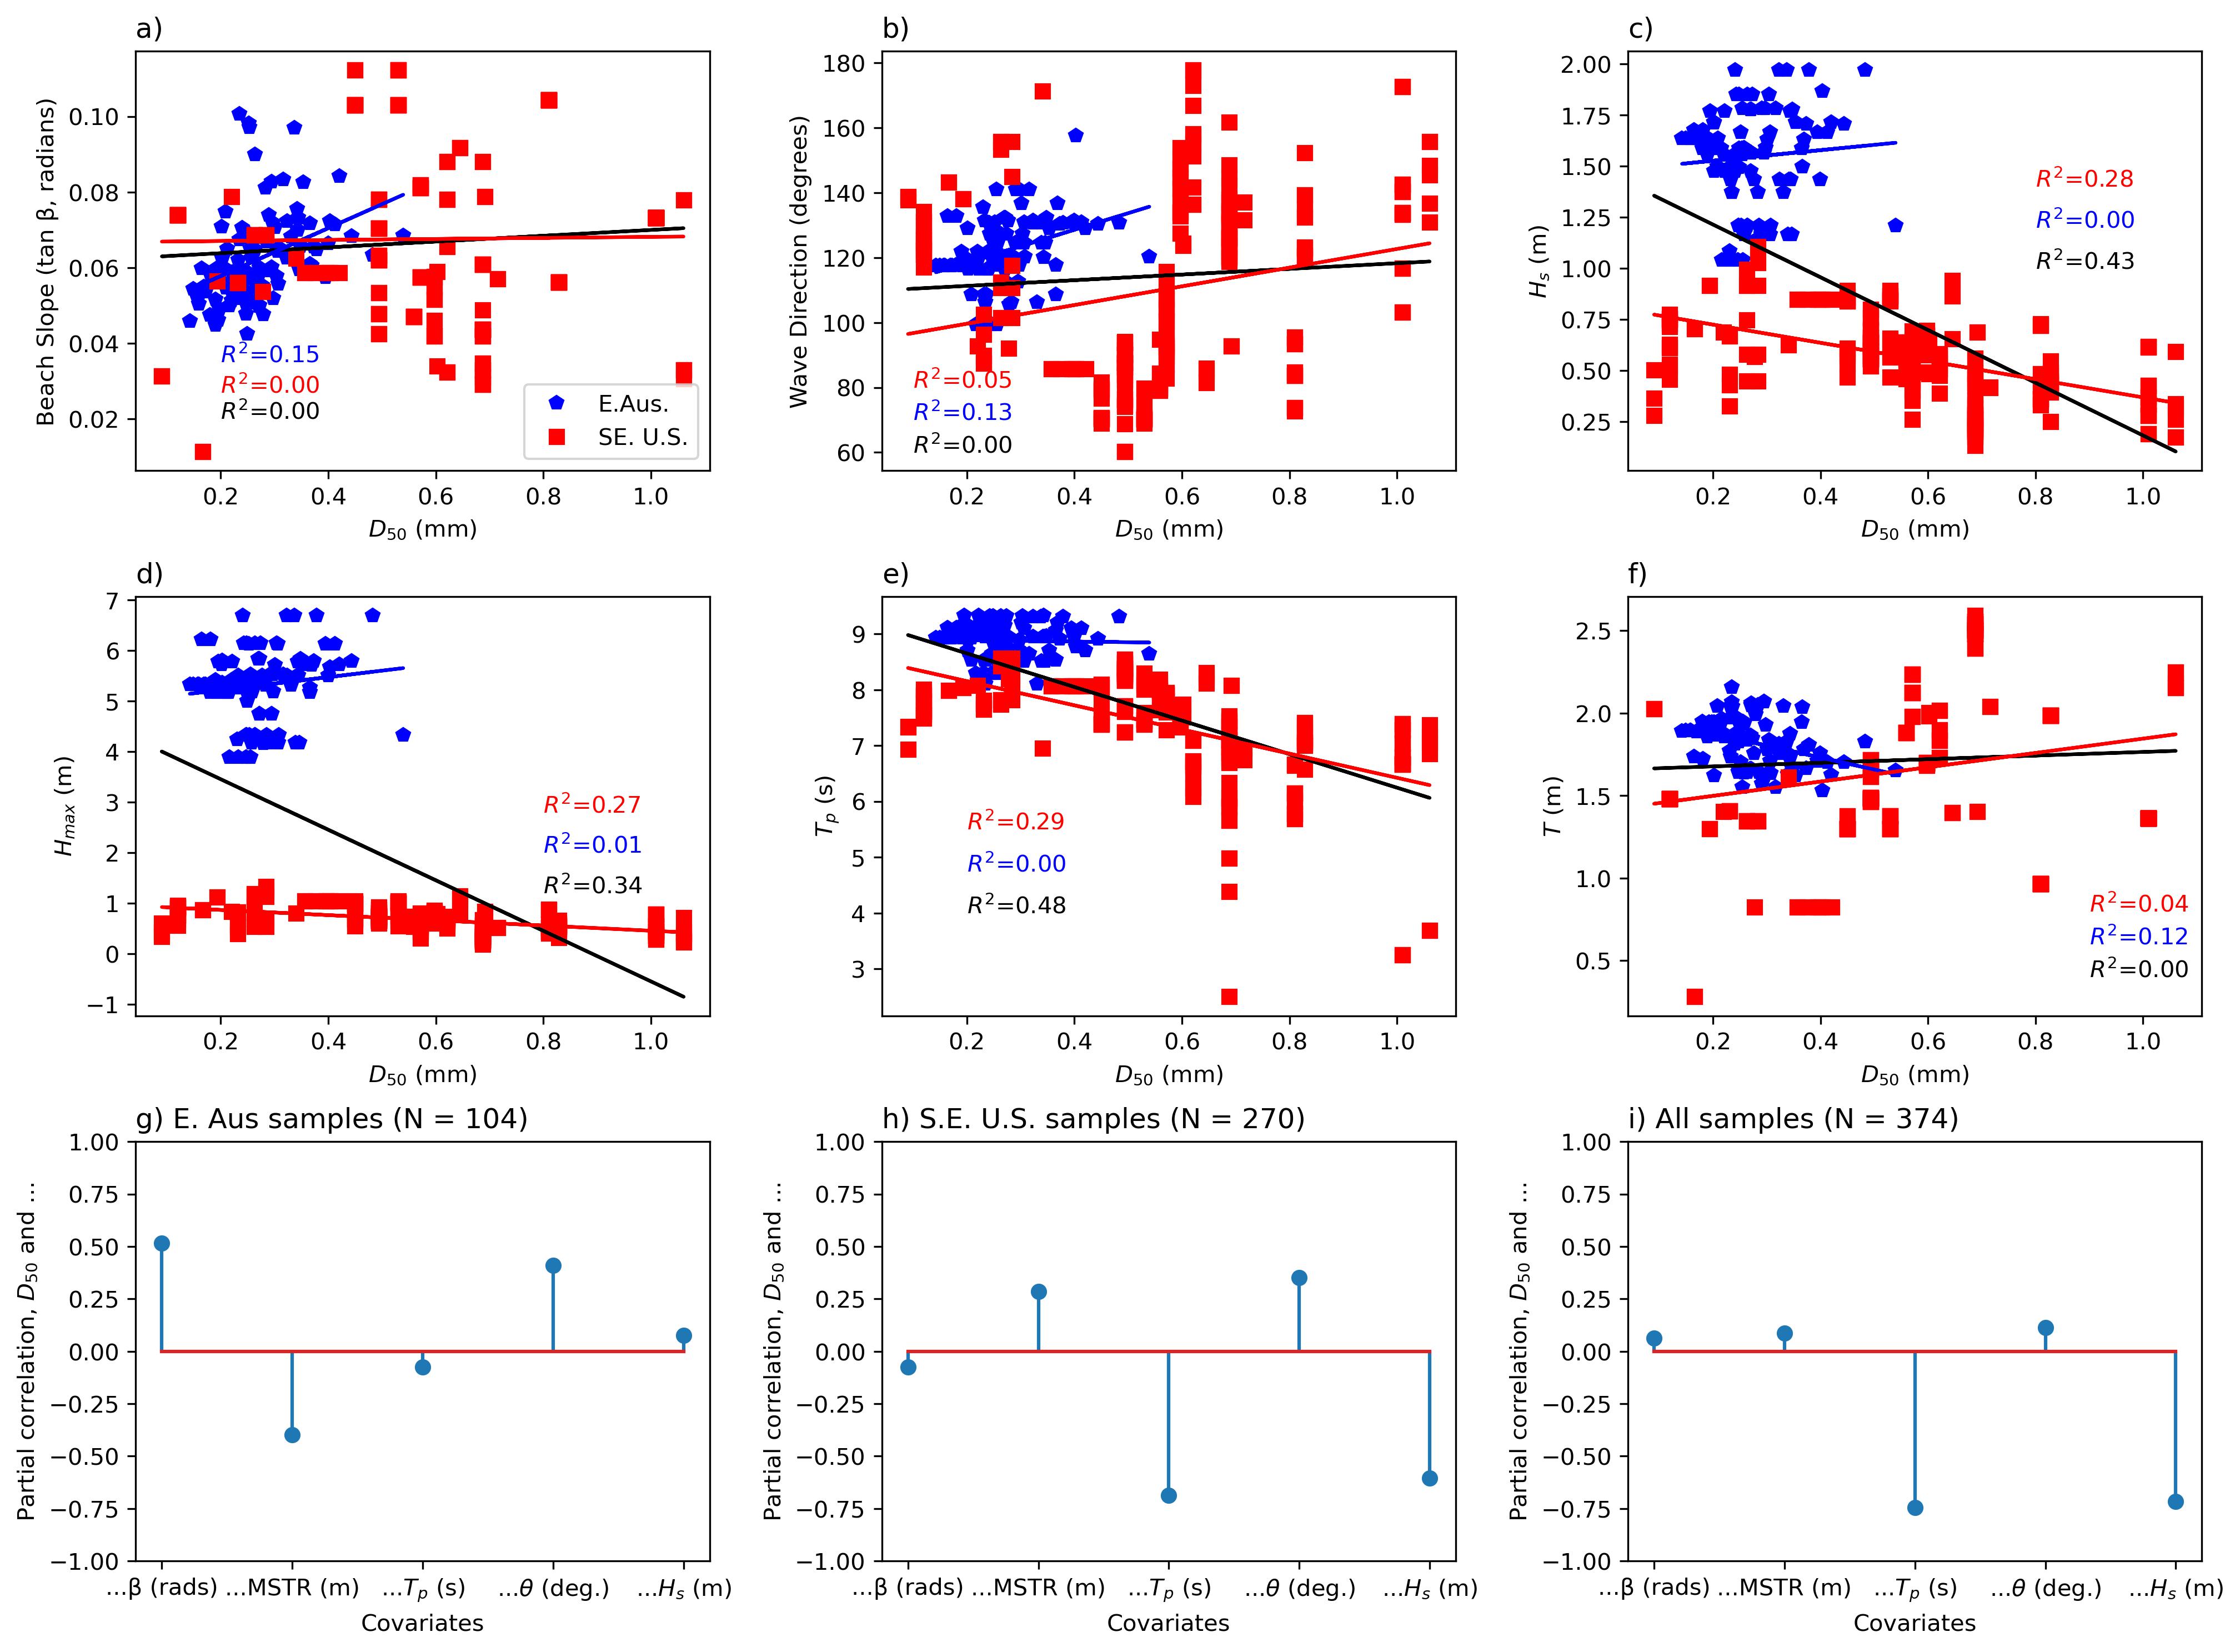 a)
Beach Slope (tan β, radians)
0.10
0.08
0.06
0.04
0.02
R²=0.15
R²=0.00
R²=0.00
E.Aus.
SE. U.S.
0.2 0.4 0.6 0.8 1.0
D₅₀ (mm)
b)
Wave Direction (degrees)
180
160
140
120
100
80
60
R²=0.05
R²=0.13
R²=0.00
0.2 0.4 0.6 0.8 1.0
D₅₀ (mm)
c)
Hₛ (m)
2.00
1.75
1.50
1.25
1.00
0.75
0.50
0.25
R²=0.28
R²=0.00
R²=0.43
0.2 0.4 0.6 0.8 1.0
D₅₀ (mm)
d)
Hₘₐₓ (m)
7
6
5
4
3
2
1
0
−1
R²=0.27
R²=0.01
R²=0.34
0.2 0.4 0.6 0.8 1.0
D₅₀ (mm)
e)
Tₚ (s)
9
8
7
6
5
4
3
R²=0.29
R²=0.00
R²=0.48
0.2 0.4 0.6 0.8 1.0
D₅₀ (mm)
f)
T (m)
2.5
2.0
1.5
1.0
0.5
R²=0.04
R²=0.12
R²=0.00
0.2 0.4 0.6 0.8 1.0
D₅₀ (mm)
g) E. Aus samples (N = 104)
Partial correlation, D₅₀ and ...
1.00
0.75
0.50
0.25
0.00
−0.25
−0.50
−0.75
−1.00
...β (rads) ...MSTR (m) ...Tₚ (s) ...θ (deg.) ...Hₛ (m)
Covariates
h) S.E. U.S. samples (N = 270)
Partial correlation, D₅₀ and ...
1.00
0.75
0.50
0.25
0.00
−0.25
−0.50
−0.75
−1.00
...β (rads) ...MSTR (m) ...Tₚ (s) ...θ (deg.) ...Hₛ (m)
Covariates
i) All samples (N = 374)
Partial correlation, D₅₀ and ...
1.00
0.75
0.50
0.25
0.00
−0.25
−0.50
−0.75
−1.00
...β (rads) ...MSTR (m) ...Tₚ (s) ...θ (deg.) ...Hₛ (m)
Covariates